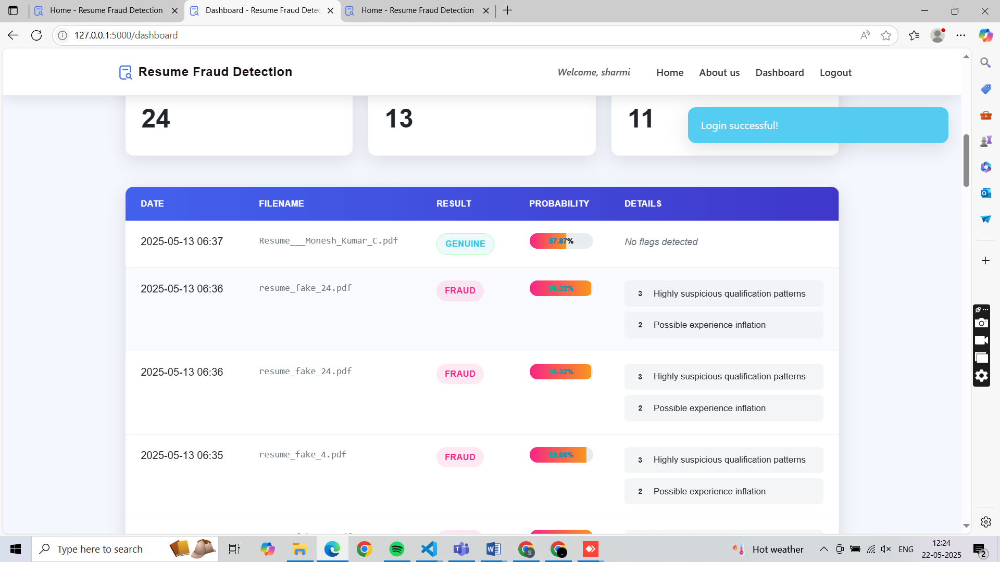 Home - Resume Fraud Detection
Dashboard - Resume Fraud Detec
Home - Resume Fraud Detection
127.0.0.1:5000/dashboard
Resume Fraud Detection
Welcome, sharmi
Home
About us
Dashboard
Logout
24
13
11
Login successful!
DATE FILENAME RESULT PROBABILITY DETAILS
2025-05-13 06:37 Resume___Monesh_Kumar_C.pdf GENUINE 57.87% No flags detected
2025-05-13 06:36 resume_fake_24.pdf FRAUD 96.32% 3 Highly suspicious qualification patterns
2 Possible experience inflation
2025-05-13 06:36 resume_fake_24.pdf FRAUD 96.32% 3 Highly suspicious qualification patterns
2 Possible experience inflation
2025-05-13 06:35 resume_fake_4.pdf FRAUD 89.66% 3 Highly suspicious qualification patterns
2 Possible experience inflation
Type here to search
Hot weather
ENG
12:24
22-05-2025
2